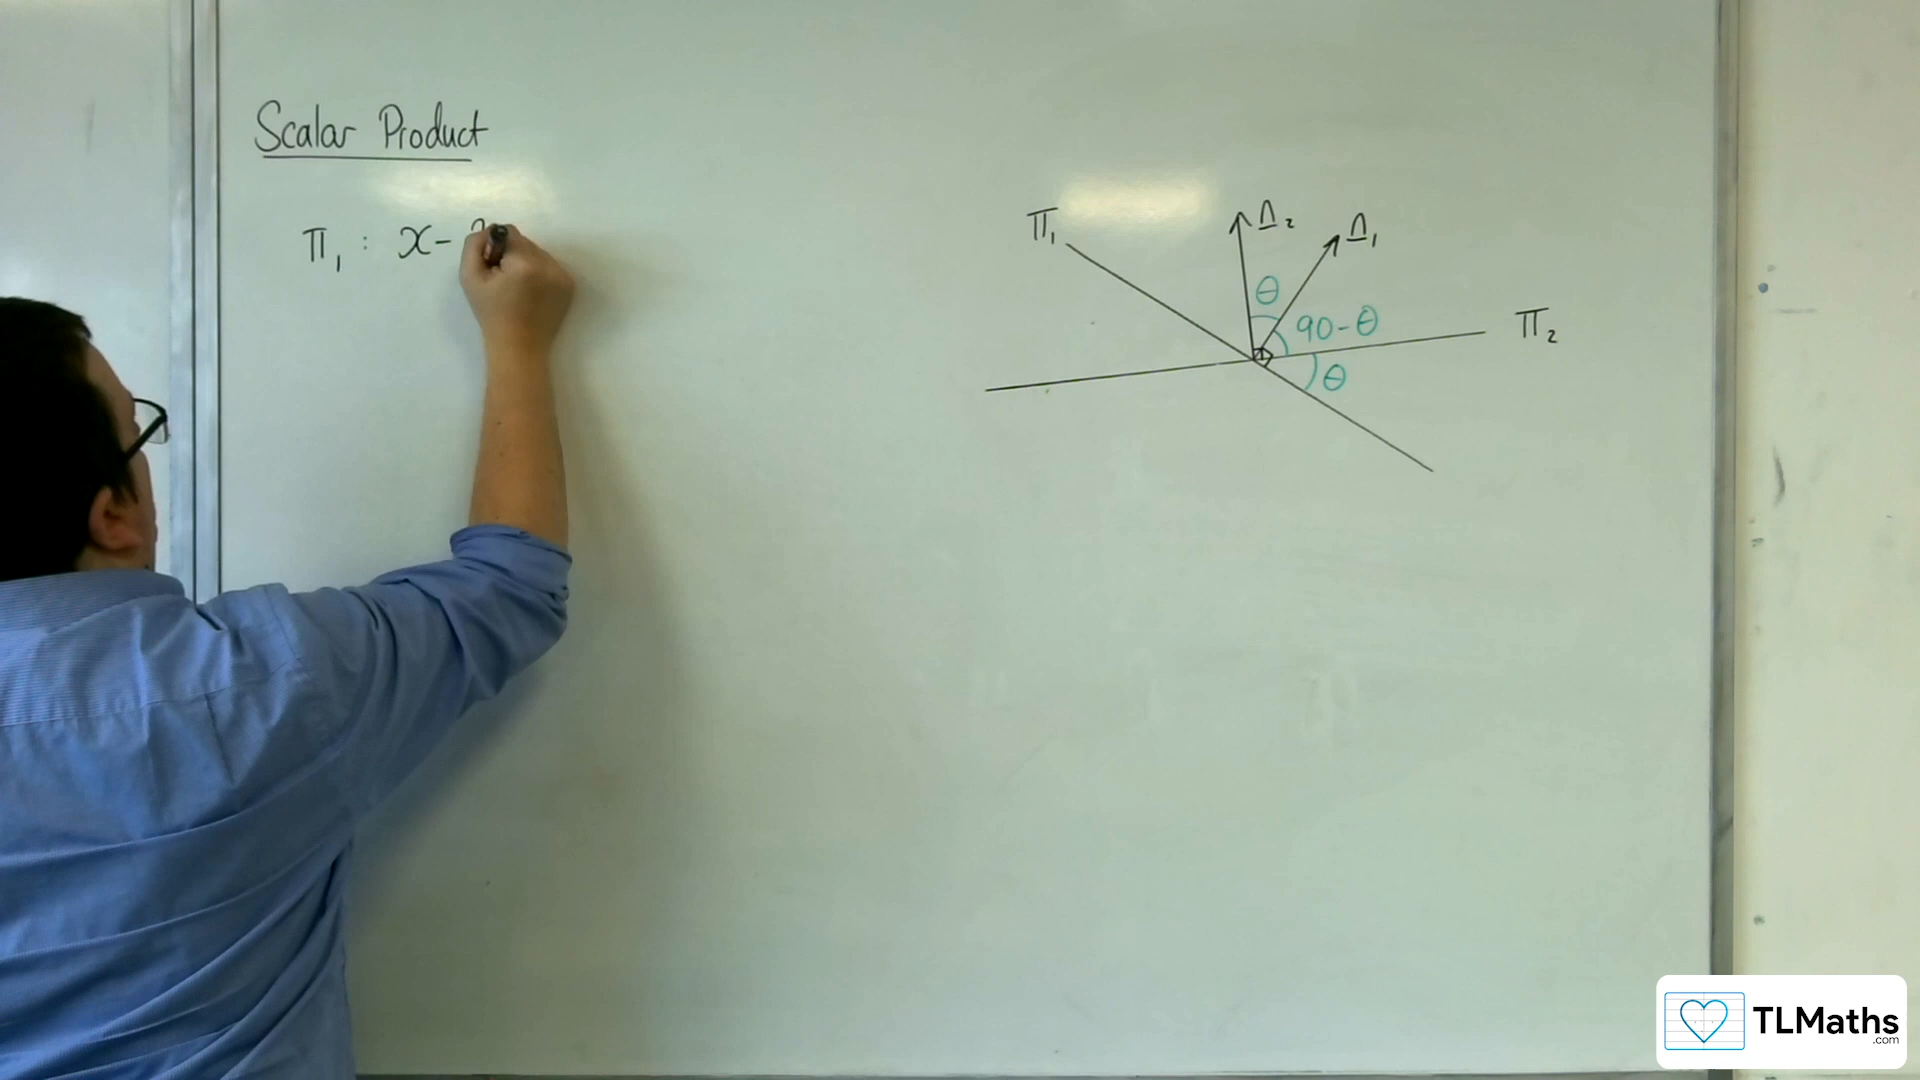 Scalar Product
Π₁ : x -
Π₁
n₂
n₁
θ
90 - θ
Π₂
θ
TLMaths
.com